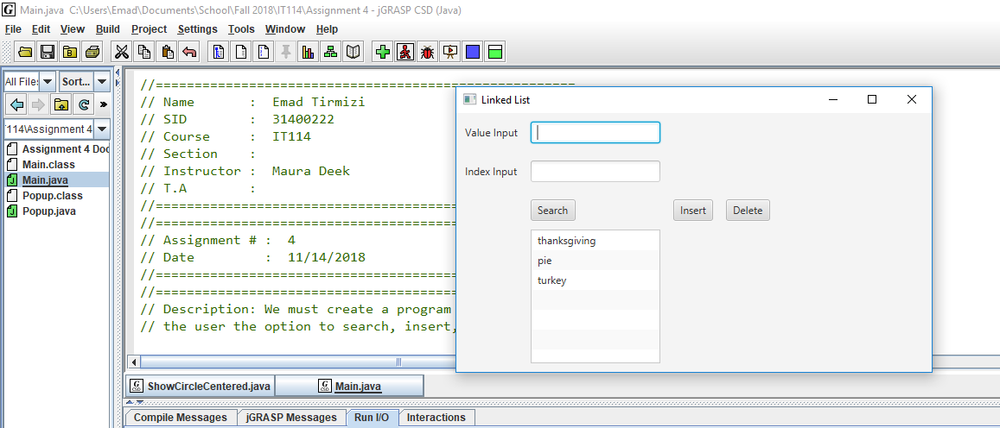 Main.java C:\Users\Emad\Documents\School\Fall 2018\IT114\Assignment 4 - jGRASP CSD (Java)
File Edit View Build Project Settings Tools Window Help
All File: Sort...
'114\Assignment 4
Assignment 4 Doc
Main.class
Main.java
Popup.class
Popup.java
//======================================================
// Name : Emad Tirmizi
// SID : 31400222
// Course : IT114
// Section :
// Instructor : Maura Deek
// T.A :
//======================================
//======================================
// Assignment # : 4
// Date : 11/14/2018
//======================================
//======================================
// Description: We must create a program
// the user the option to search, insert,
Linked List
Value Input
Index Input
Search Insert Delete
thanksgiving
pie
turkey
ShowCircleCentered.java Main.java
Compile Messages jGRASP Messages Run I/O Interactions